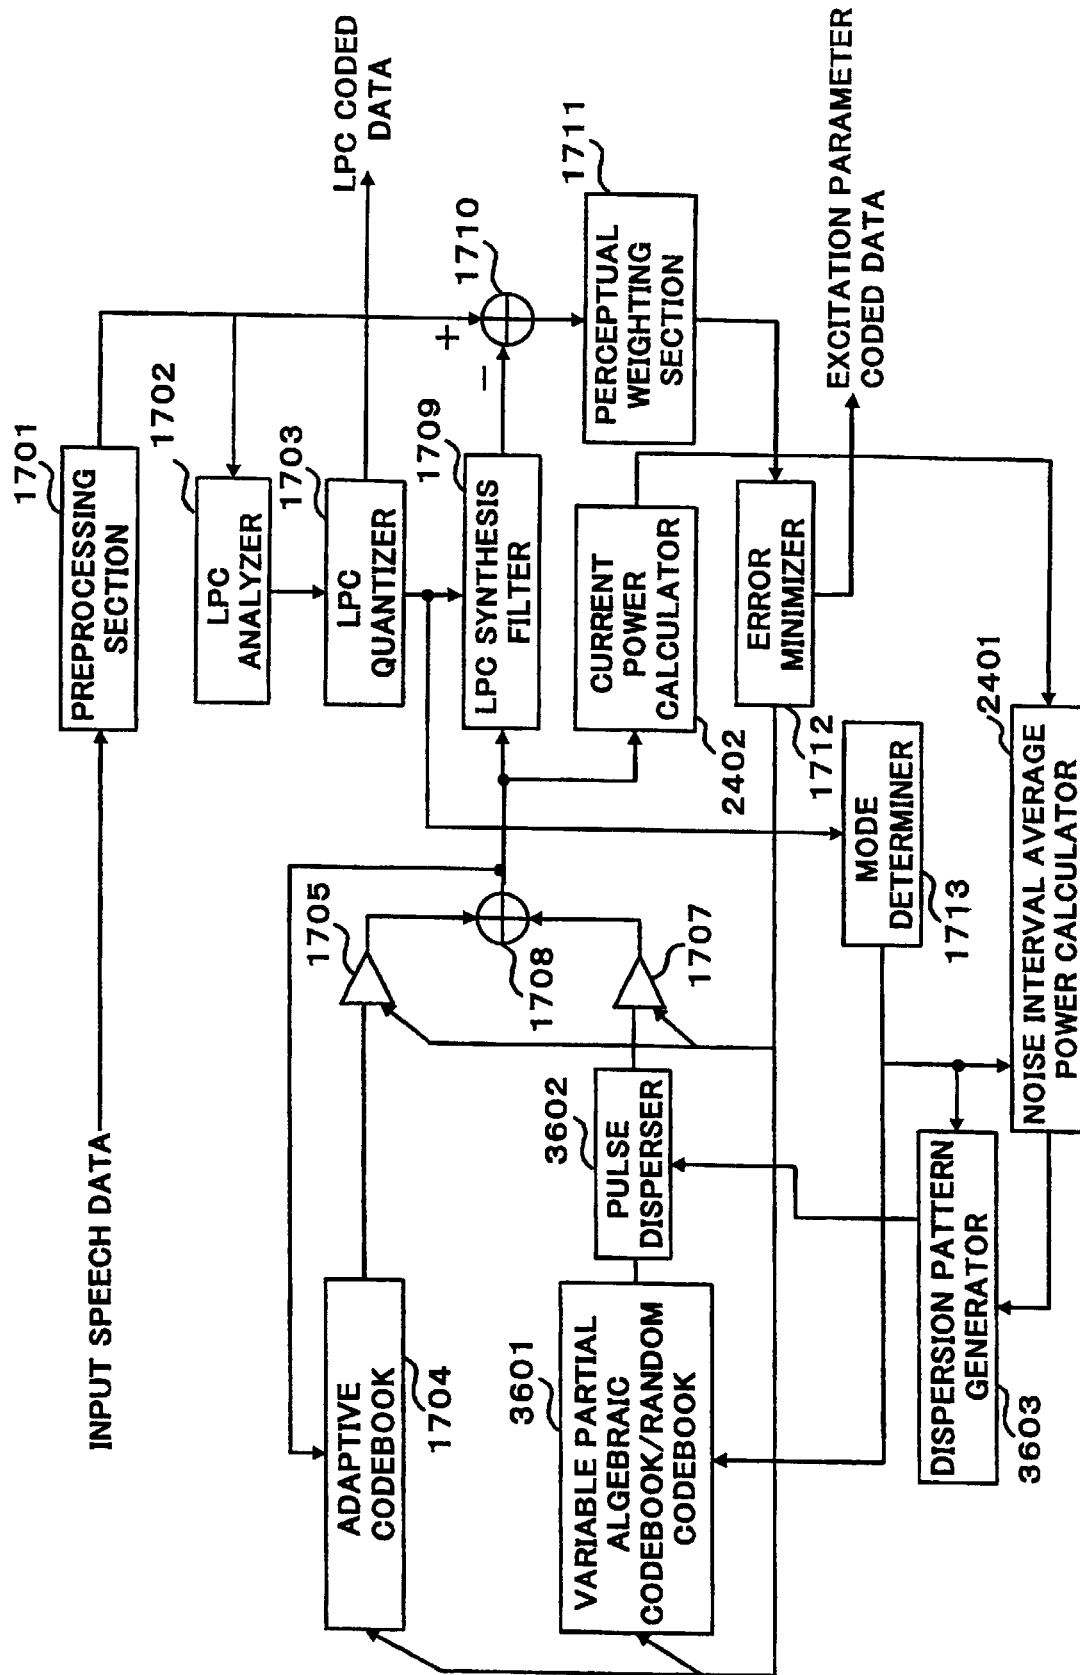 INPUT SPEECH DATA
1701
PREPROCESSING
SECTION
1702
LPC
ANALYZER
1703
LPC
QUANTIZER
LPC CODED
DATA
ADAPTIVE
CODEBOOK
1704
1705
1708
1709
LPC SYNTHESIS
FILTER
+
−
1710
3601
VARIABLE PARTIAL
ALGEBRAIC
CODEBOOK/RANDOM
CODEBOOK
3602
PULSE
DISPERSER
1707
CURRENT
POWER
CALCULATOR
2402
PERCEPTUAL
WEIGHTING
SECTION
1711
ERROR
MINIMIZER
1712
EXCITATION PARAMETER
CODED DATA
MODE
DETERMINER
1713
DISPERSION PATTERN
GENERATOR
3603
2401
NOISE INTERVAL AVERAGE
POWER CALCULATOR